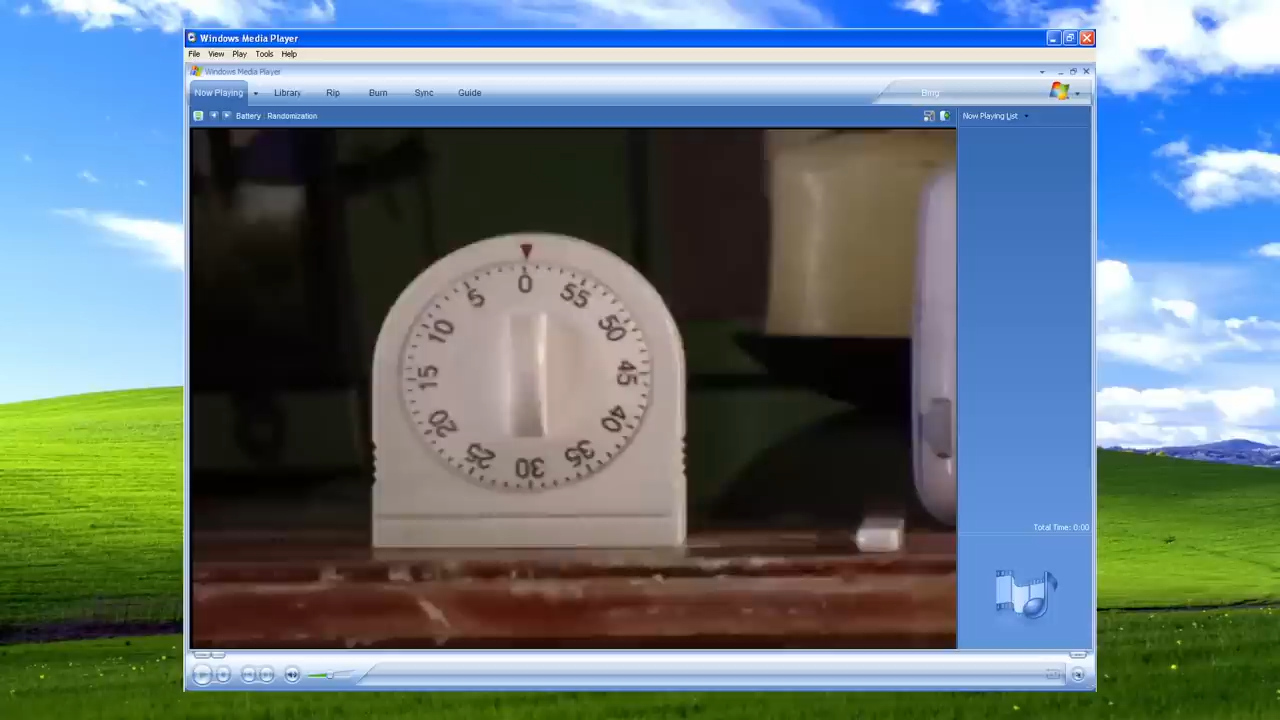 Windows Media Player
File View Play Tools Help
Windows Media Player
Now Playing Library Rip Burn Sync Guide Bing
Battery : Randomization Now Playing List
0
5 55
10 50
15 45
20 40
25 35
30
Total Time: 0:00